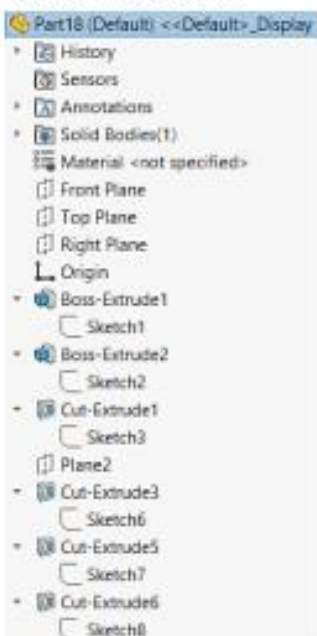 Part18 (Default) <<Default>_Display
History
Sensors
Annotations
Solid Bodies(1)
Material <not specified>
Front Plane
Top Plane
Right Plane
Origin
Boss-Extrude1
Sketch1
Boss-Extrude2
Sketch2
Cut-Extrude1
Sketch3
Plane2
Cut-Extrude3
Sketch6
Cut-Extrude5
Sketch7
Cut-Extrude6
Sketch8